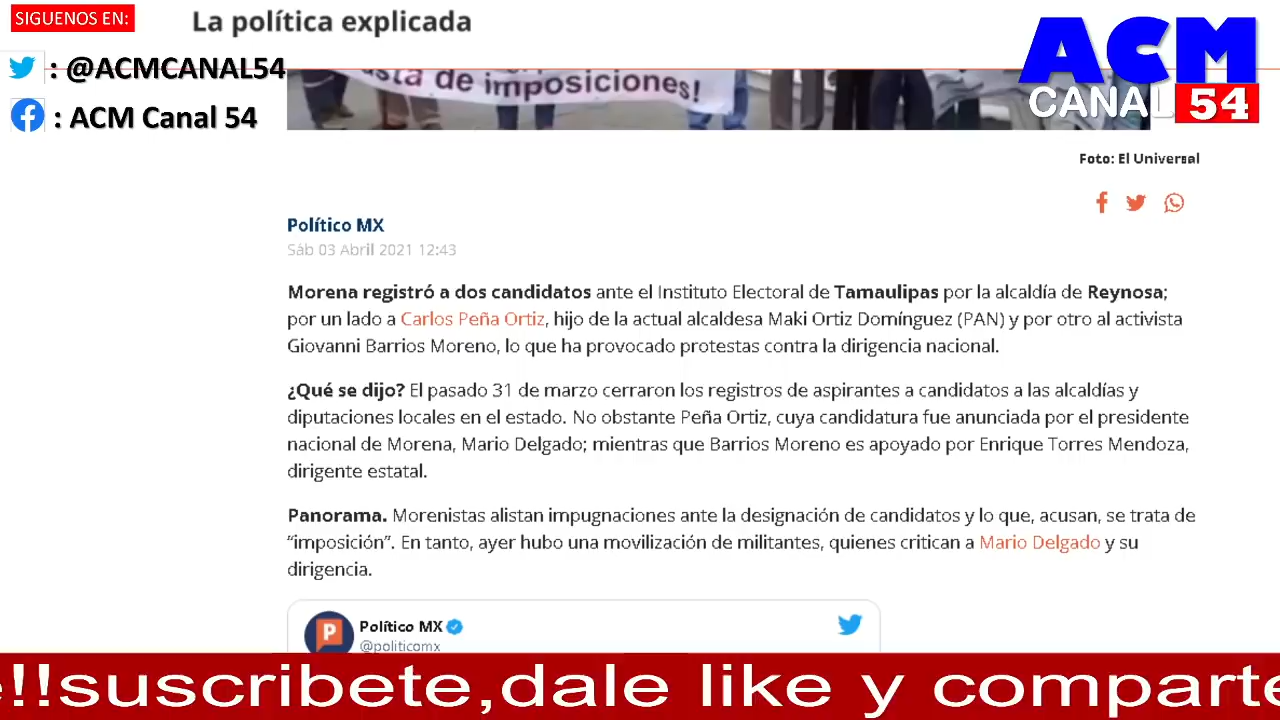 SIGUENOS EN:
La política explicada
: @ACMCANAL54
: ACM Canal 54
ACM
CANAL 54
de imposiciones!
Foto: El Universal
Político MX
Sáb 03 Abril 2021 12:43
Morena registró a dos candidatos ante el Instituto Electoral de Tamaulipas por la alcaldía de Reynosa;
por un lado a Carlos Peña Ortiz, hijo de la actual alcaldesa Maki Ortiz Domínguez (PAN) y por otro al activista
Giovanni Barrios Moreno, lo que ha provocado protestas contra la dirigencia nacional.
¿Qué se dijo? El pasado 31 de marzo cerraron los registros de aspirantes a candidatos a las alcaldías y
diputaciones locales en el estado. No obstante Peña Ortiz, cuya candidatura fue anunciada por el presidente
nacional de Morena, Mario Delgado; mientras que Barrios Moreno es apoyado por Enrique Torres Mendoza,
dirigente estatal.
Panorama. Morenistas alistan impugnaciones ante la designación de candidatos y lo que, acusan, se trata de
“imposición”. En tanto, ayer hubo una movilización de militantes, quienes critican a Mario Delgado y su
dirigencia.
Político MX
@politicomx
e!!suscribete,dale like y comparte